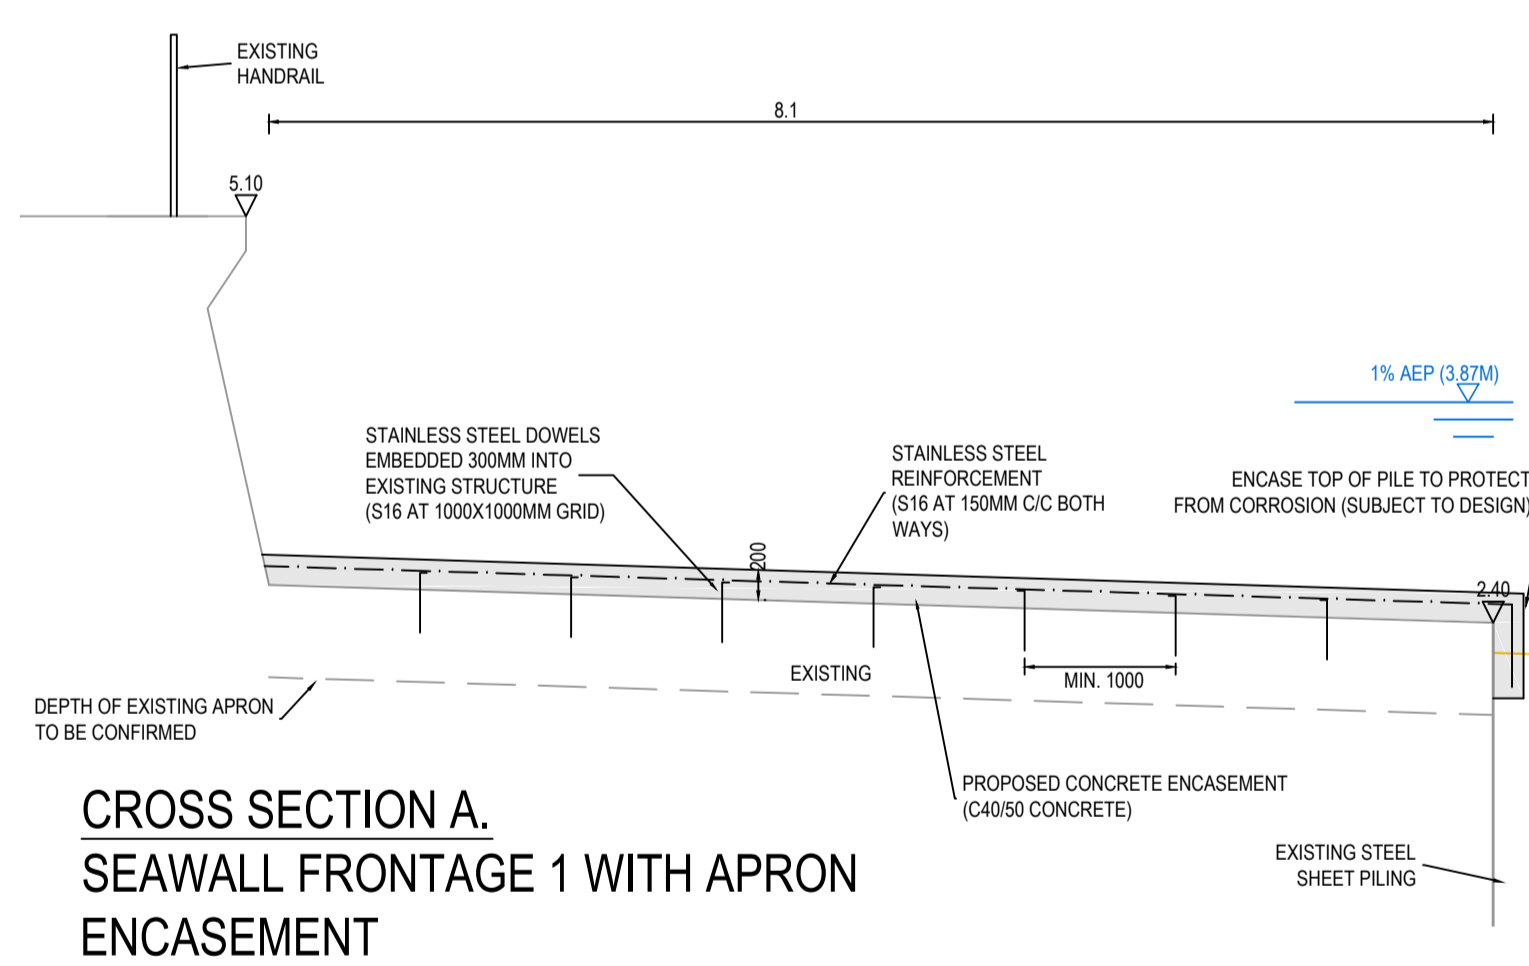 EXISTING
HANDRAIL
8.1
5.10
1% AEP (3.87M)
STAINLESS STEEL DOWELS
EMBEDDED 300MM INTO
EXISTING STRUCTURE
(S16 AT 1000X1000MM GRID)
STAINLESS STEEL
REINFORCEMENT
(S16 AT 150MM C/C BOTH
WAYS)
ENCASE TOP OF PILE TO PROTECT
FROM CORROSION (SUBJECT TO DESIGN)
200
2.40
EXISTING
MIN. 1000
DEPTH OF EXISTING APRON
TO BE CONFIRMED
PROPOSED CONCRETE ENCASEMENT
(C40/50 CONCRETE)
EXISTING STEEL
SHEET PILING
CROSS SECTION A.
SEAWALL FRONTAGE 1 WITH APRON
ENCASEMENT